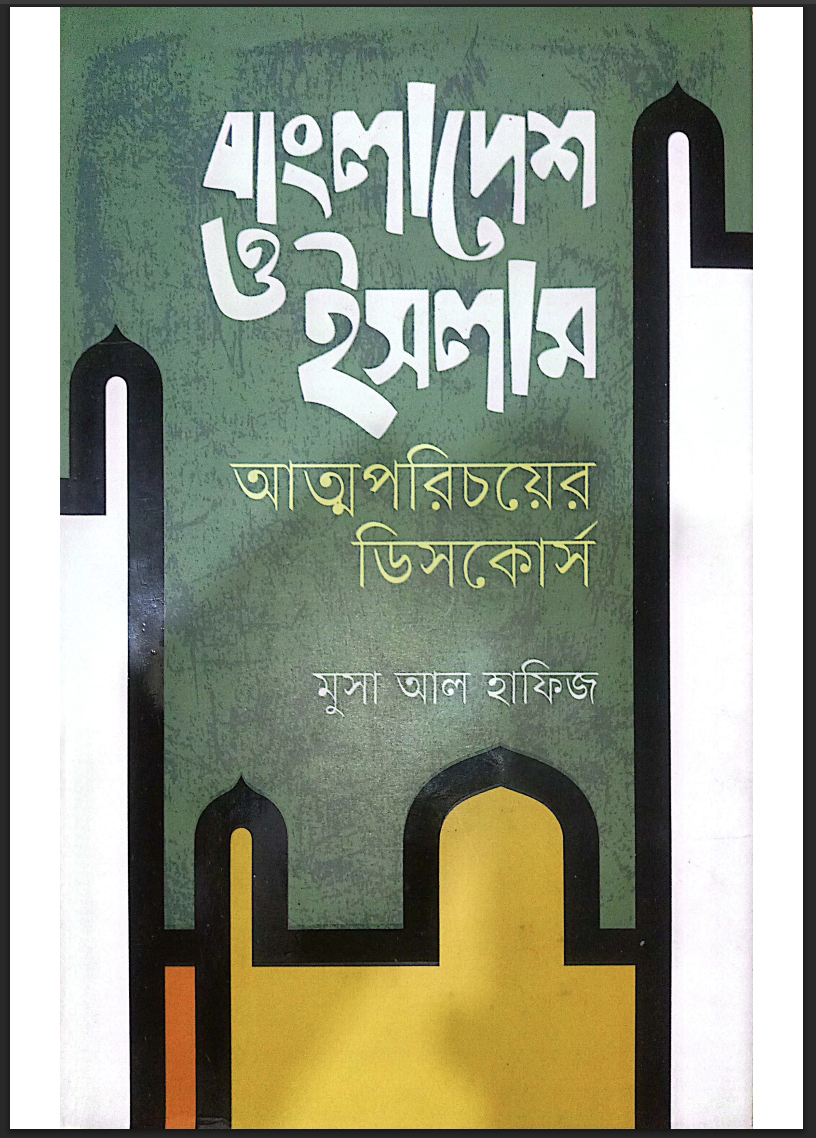 বাংলাদেশ
ও ইসলাম
আত্মপরিচয়ের
ডিসকোর্স
মুসা আল হাফিজ